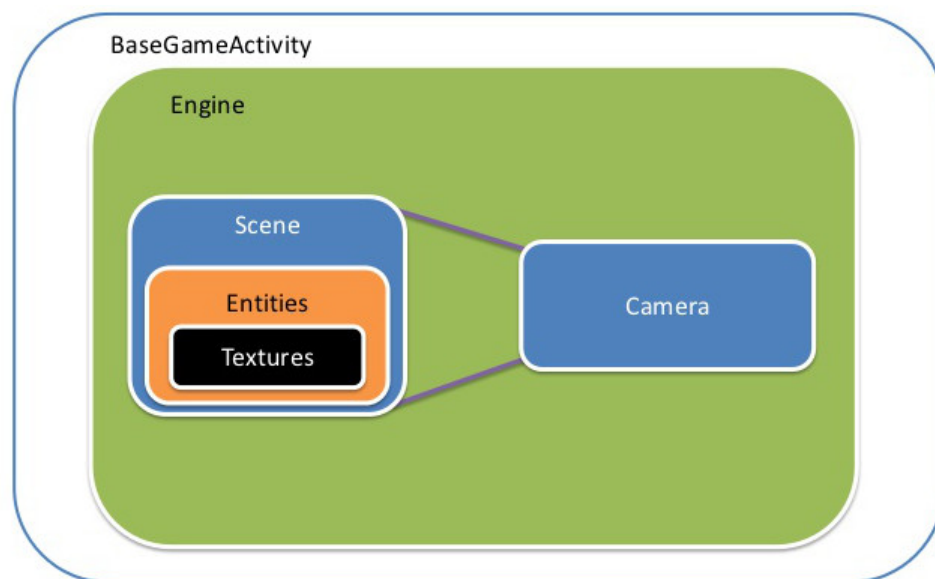 BaseGameActivity
Engine
Scene
Entities
Textures
Camera